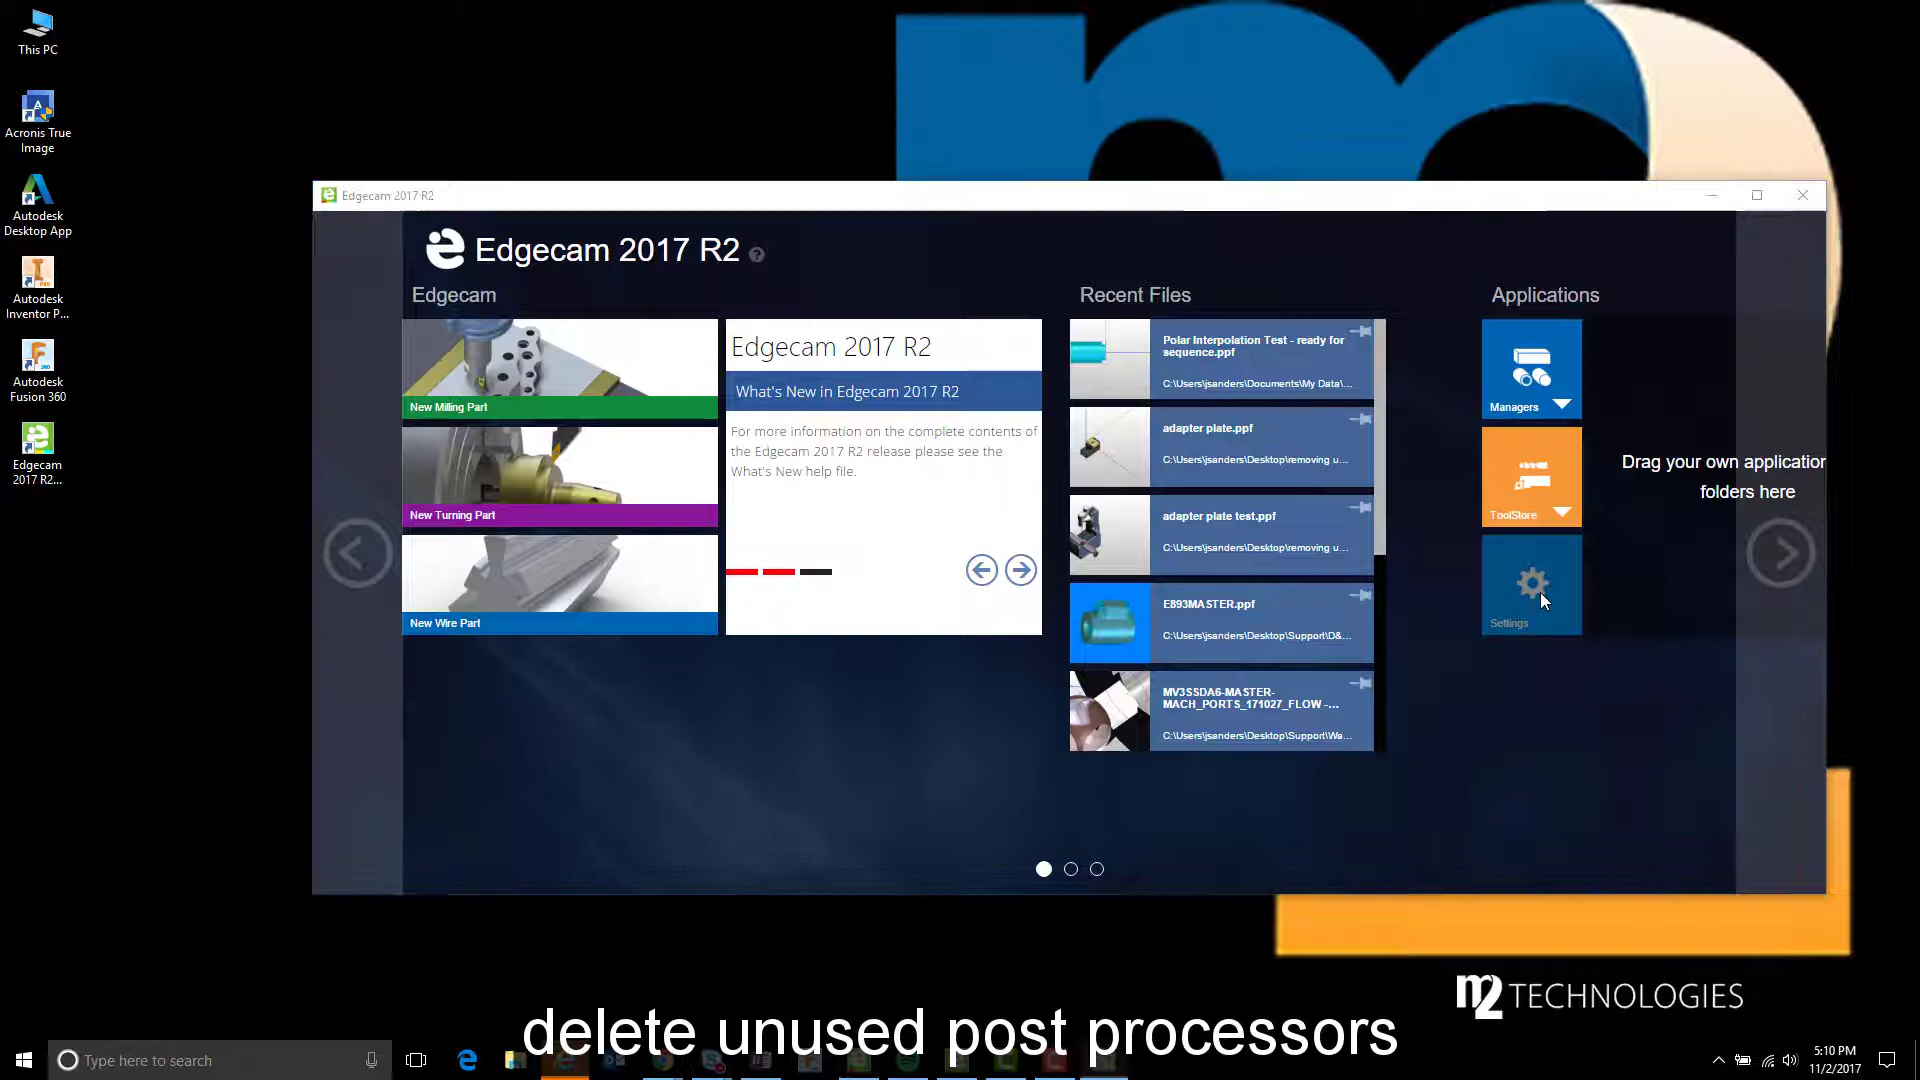 This PC
Acronis True
Image
Autodesk
Desktop App
Autodesk
Inventor P...
Autodesk
Fusion 360
Edgecam
2017 R2...
Edgecam 2017 R2
Edgecam 2017 R2
Edgecam
New Milling Part
New Turning Part
New Wire Part
Edgecam 2017 R2
What's New in Edgecam 2017 R2
For more information on the complete contents of
the Edgecam 2017 R2 release please see the
What's New help file.
Recent Files
Polar Interpolation Test - ready for
sequence.ppf
C:\Users\jsanders\Documents\My Data\...
adapter plate.ppf
C:\Users\jsanders\Desktop\removing u...
adapter plate test.ppf
C:\Users\jsanders\Desktop\removing u...
E893MASTER.ppf
C:\Users\jsanders\Desktop\Support\D&...
MV3SSDA6-MASTER-
MACH_PORTS_171027_FLOW -...
C:\Users\jsanders\Desktop\Support\Wa...
Applications
Managers
ToolStore
Settings
Drag your own application
folders here
m2 TECHNOLOGIES
delete unused post processors
Type here to search
5:10 PM
11/2/2017